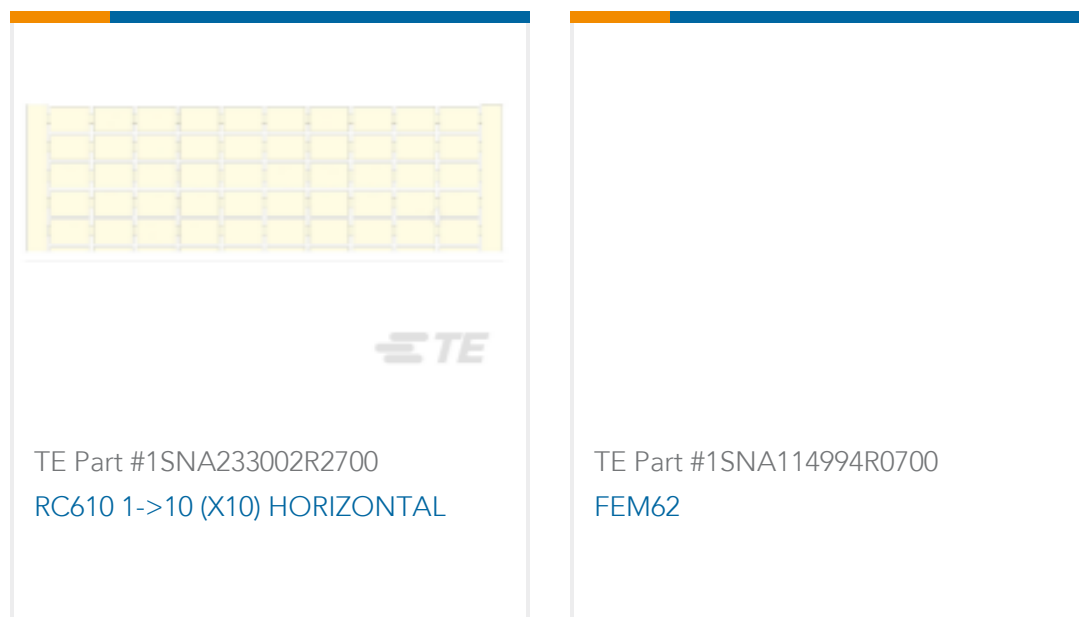 TE
TE Part #1SNA233002R2700
RC610 1->10 (X10) HORIZONTAL
TE Part #1SNA114994R0700
FEM62